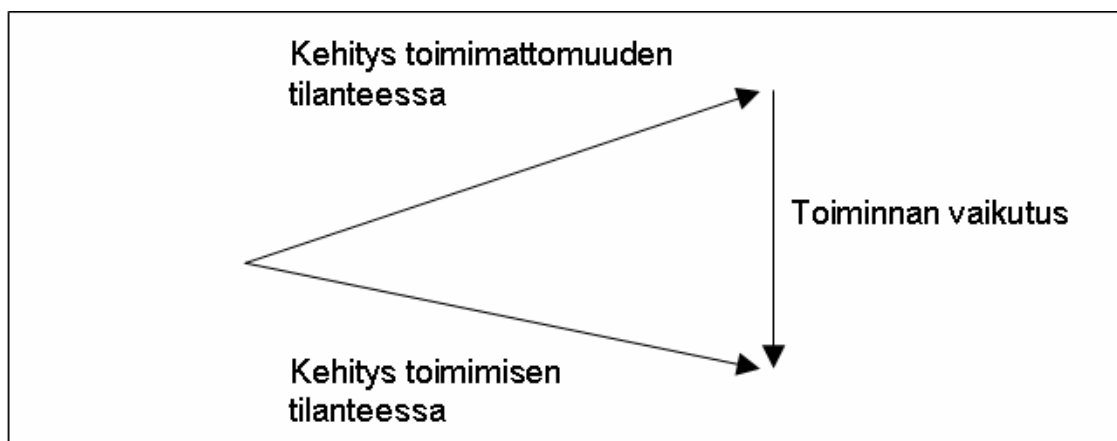 Kehitys toimimattomuuden
tilanteessa
Toiminnan vaikutus
Kehitys toimimisen
tilanteessa